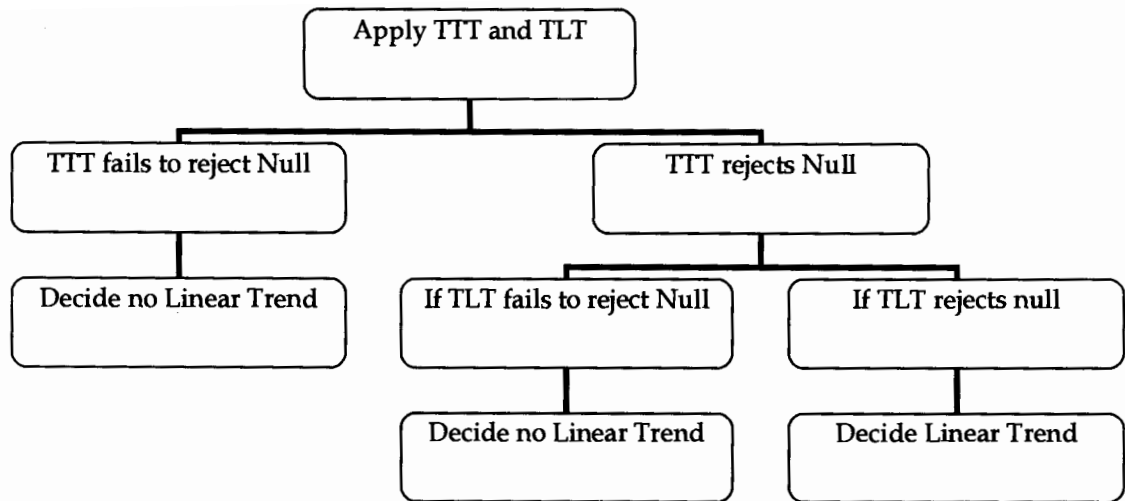 Apply TTT and TLT
TTT fails to reject Null
TTT rejects Null
Decide no Linear Trend
If TLT fails to reject Null
If TLT rejects null
Decide no Linear Trend
Decide Linear Trend